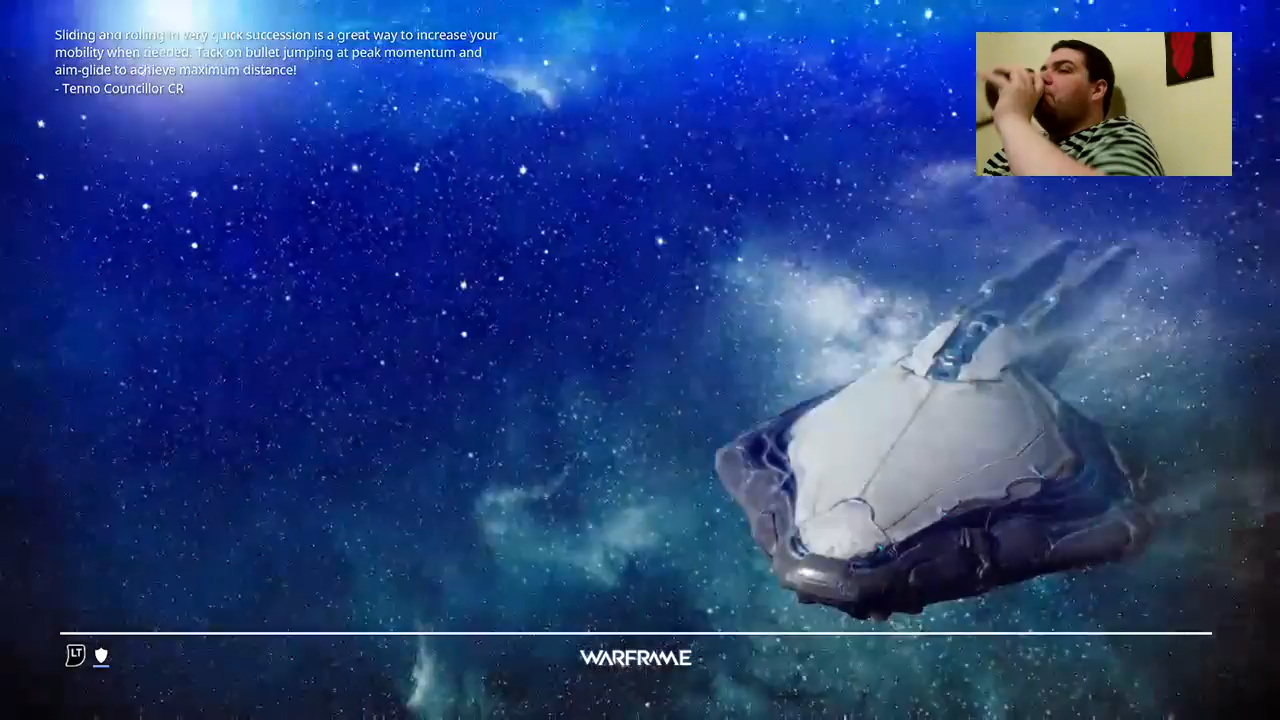 Sliding and rolling in very quick succession is a great way to increase your
mobility when needed. Tack on bullet jumping at peak momentum and
aim-glide to achieve maximum distance!
- Tenno Councillor CR
LT
WARFRAME